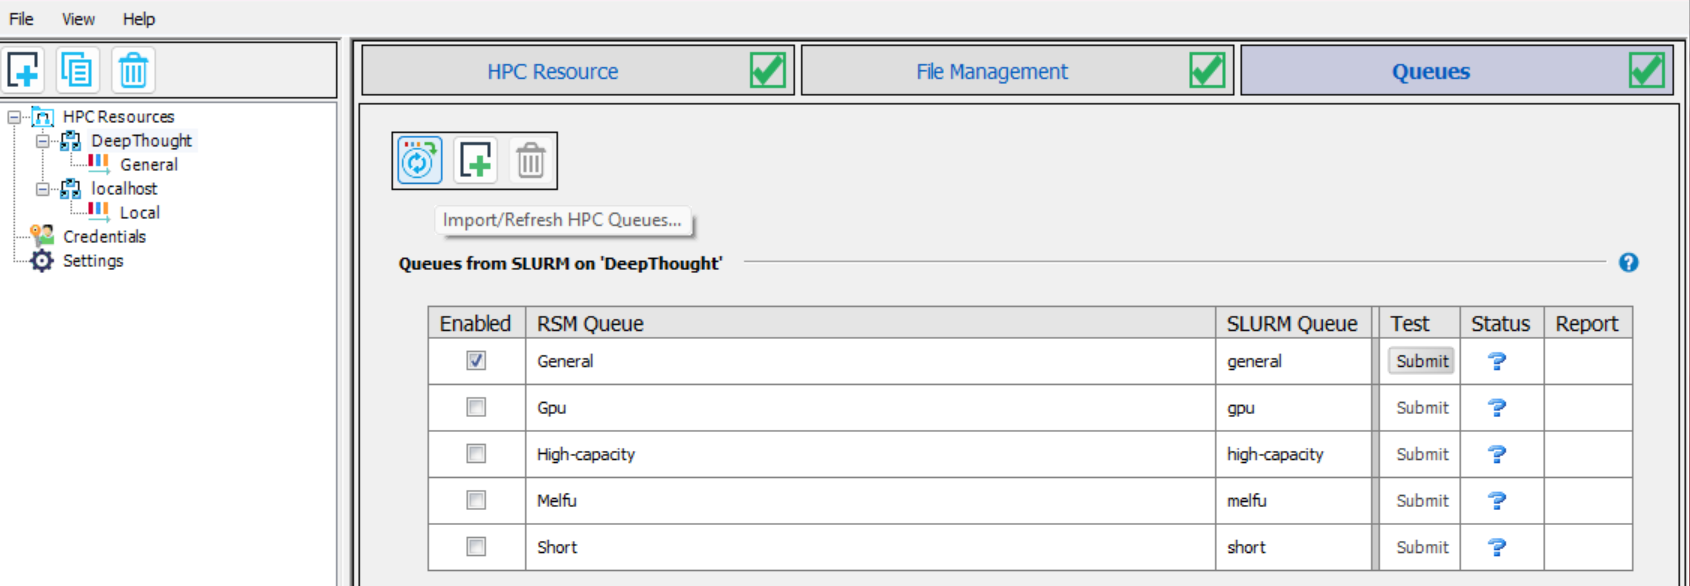 File View Help
HPC Resource File Management Queues
HPC Resources
DeepThought
General
localhost
Local
Credentials
Settings
Import/Refresh HPC Queues...
Queues from SLURM on 'DeepThought' ?
Enabled RSM Queue SLURM Queue Test Status Report
General general Submit ?
Gpu gpu Submit ?
High-capacity high-capacity Submit ?
Melfu melfu Submit ?
Short short Submit ?